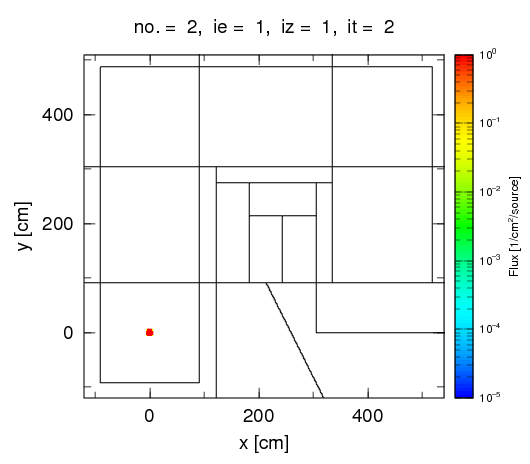 no. = 2, ie = 1, iz = 1, it = 2
400
200
0
y [cm]
0 200 400
x [cm]
10⁰
10⁻¹
10⁻²
10⁻³
10⁻⁴
10⁻⁵
Flux [1/cm²/source]